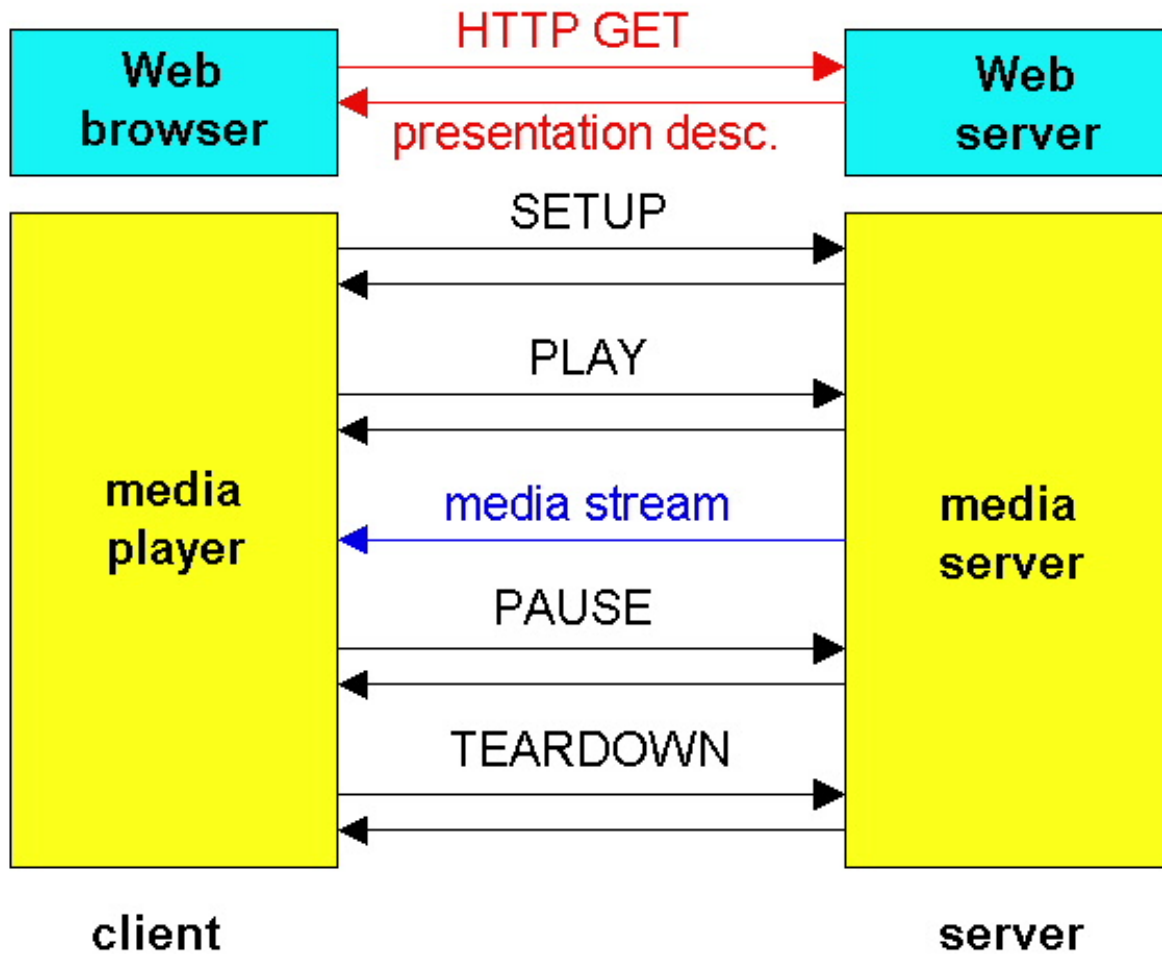 HTTP GET
Web
browser
Web
server
presentation desc.
SETUP
PLAY
media
player
media stream
media
server
PAUSE
TEARDOWN
client
server